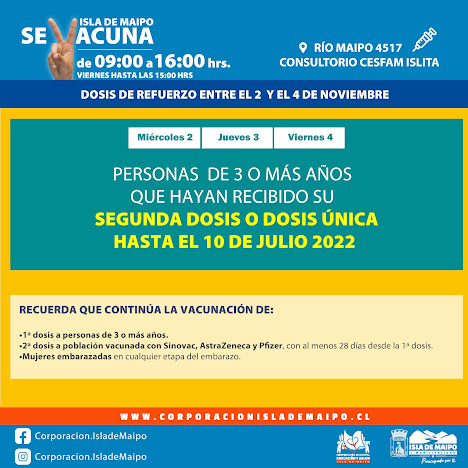 ISLA DE MAIPO
SE VACUNA
de 09:00 a 16:00 hrs.
VIERNES HASTA LAS 15:00 HRS
RÍO MAIPO 4517
CONSULTORIO CESFAM ISLITA
DOSIS DE REFUERZO ENTRE EL 2 Y EL 4 DE NOVIEMBRE
Miércoles 2 Jueves 3 Viernes 4
PERSONAS DE 3 O MÁS AÑOS
QUE HAYAN RECIBIDO SU
SEGUNDA DOSIS O DOSIS ÚNICA
HASTA EL 10 DE JULIO 2022
RECUERDA QUE CONTINÚA LA VACUNACIÓN DE:
•1ª dosis a personas de 3 o más años.
•2ª dosis a población vacunada con Sinovac, AstraZeneca y Pfizer, con al menos 28 días desde la 1ª dosis.
•Mujeres embarazadas en cualquier etapa del embarazo.
WWW.CORPORACIONISLADEMAIPO.CL
Corporacion.IsladeMaipo
Corporacion.IsladeMaipo
EDUCACIÓN Y SALUD
ISLA DE MAIPO
ISLA DE MAIPO